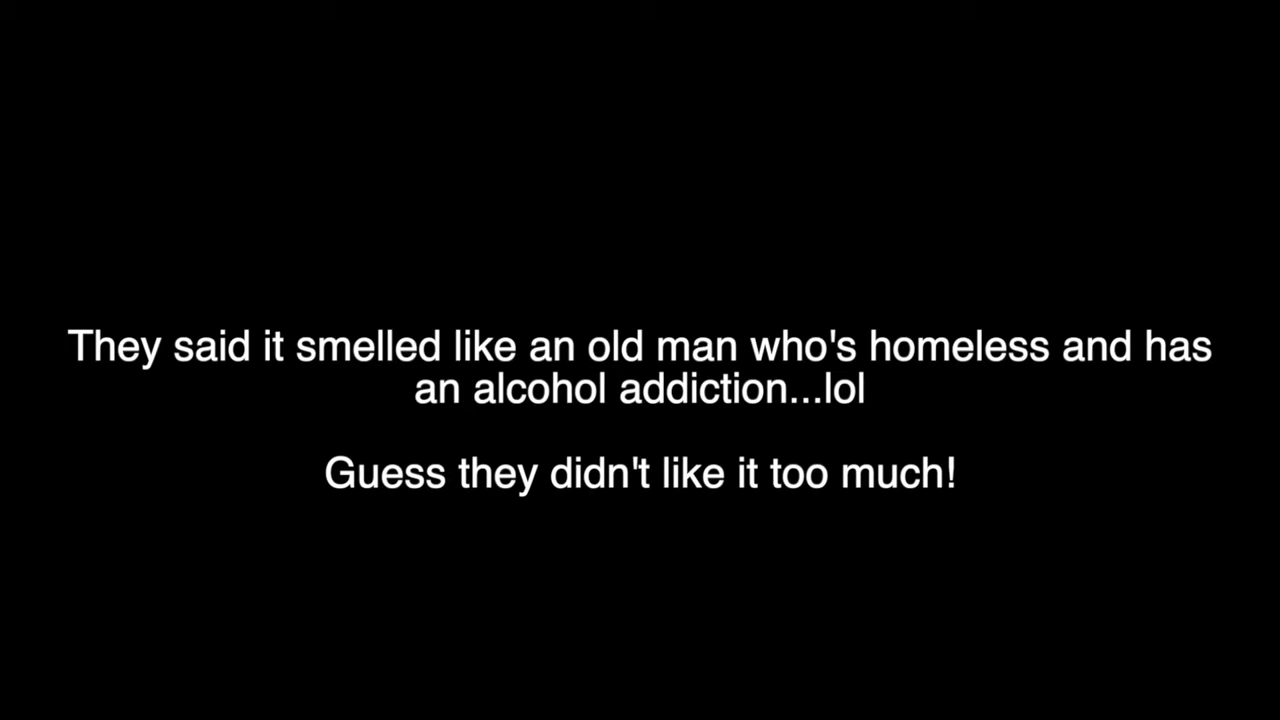 They said it smelled like an old man who's homeless and has
an alcohol addiction...lol
Guess they didn't like it too much!